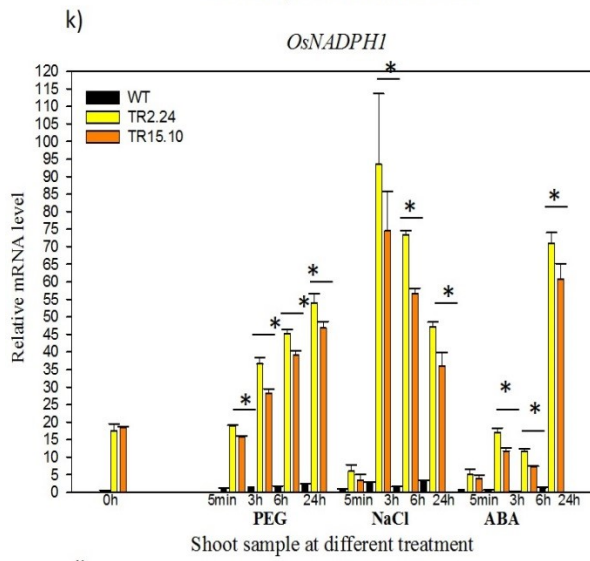 k)
OsNADPH1
120
115
110
105
100
95
90
85
80
75
70
65
60
55
50
45
40
35
30
25
20
15
10
5
0
Relative mRNA level
WT
TR2.24
TR15.10
* * * * * * * * * *
0h 5min 3h 6h 24h 5min 3h 6h 24h 5min 3h 6h 24h
PEG NaCl ABA
Shoot sample at different treatment